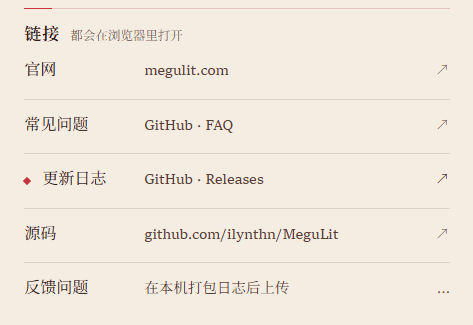 链接 都会在浏览器里打开
官网 megulit.com ↗
常见问题 GitHub · FAQ ↗
◆ 更新日志 GitHub · Releases ↗
源码 github.com/ilynthn/MeguLit ↗
反馈问题 在本机打包日志后上传 ...